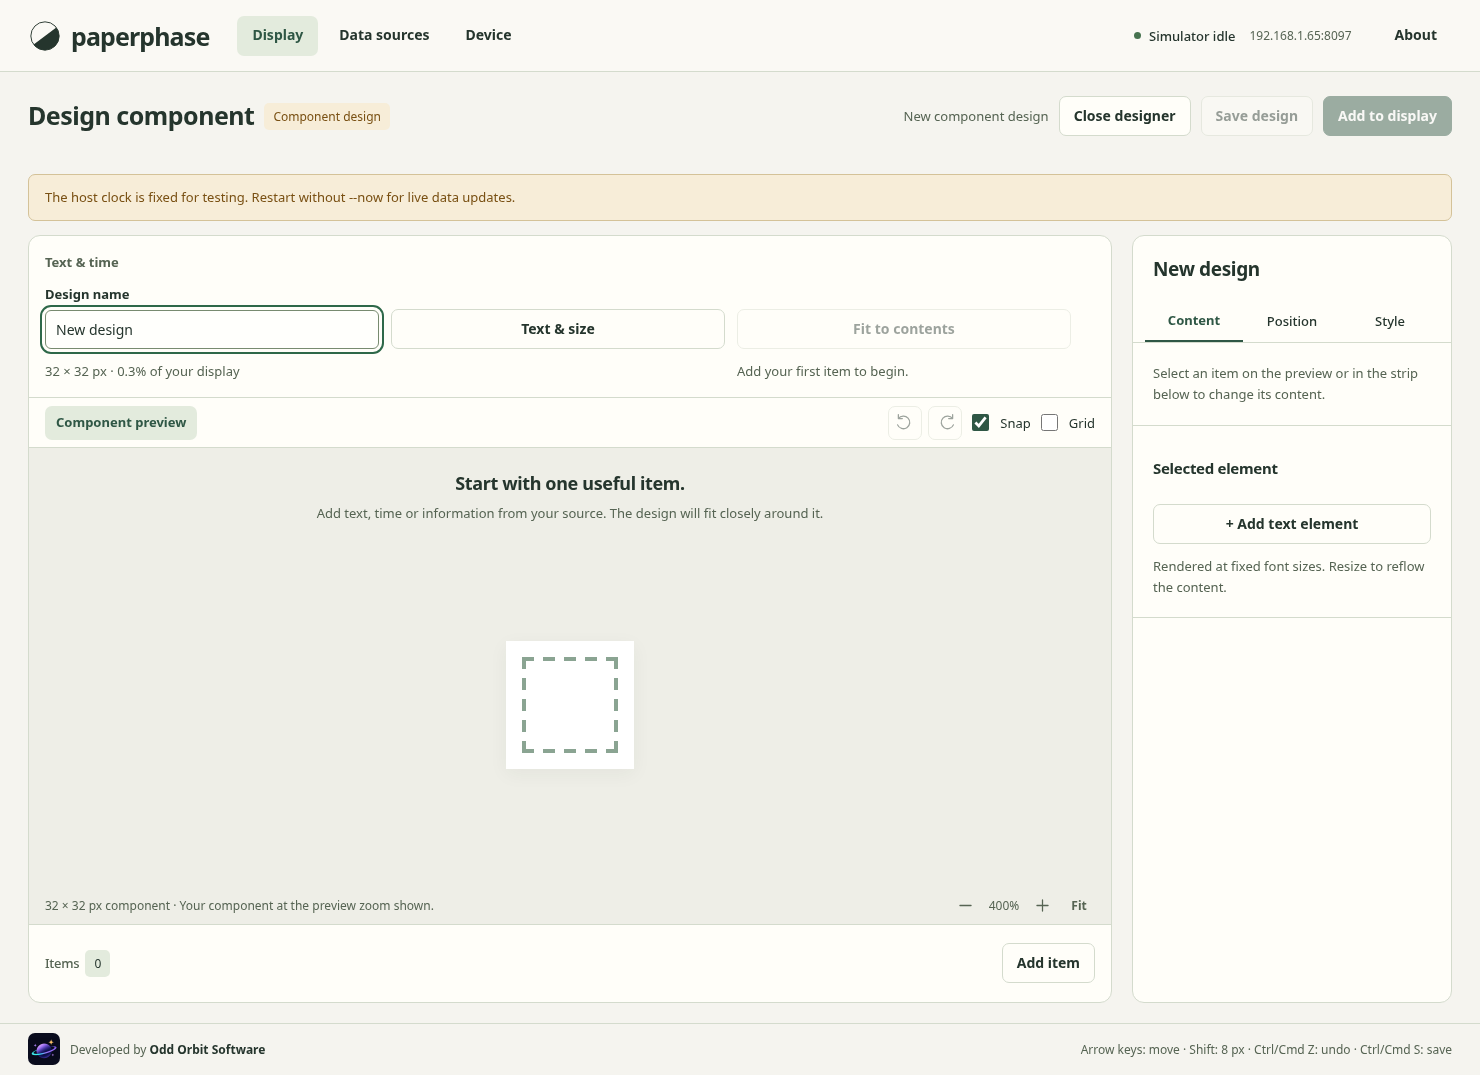 paperphase
Display
Data sources
Device
Simulator idle
192.168.1.65:8097
About
Design component
Component design
New component design
Close designer
Save design
Add to display
The host clock is fixed for testing. Restart without --now for live data updates.
Text & time
Design name
New design
Text & size
Fit to contents
32 × 32 px · 0.3% of your display
Add your first item to begin.
Component preview
Snap
Grid
Start with one useful item.
Add text, time or information from your source. The design will fit closely around it.
32 × 32 px component · Your component at the preview zoom shown.
400%
Fit
Items
0
Add item
New design
Content
Position
Style
Select an item on the preview or in the strip
below to change its content.
Selected element
+ Add text element
Rendered at fixed font sizes. Resize to reflow
the content.
Developed by Odd Orbit Software
Arrow keys: move · Shift: 8 px · Ctrl/Cmd Z: undo · Ctrl/Cmd S: save